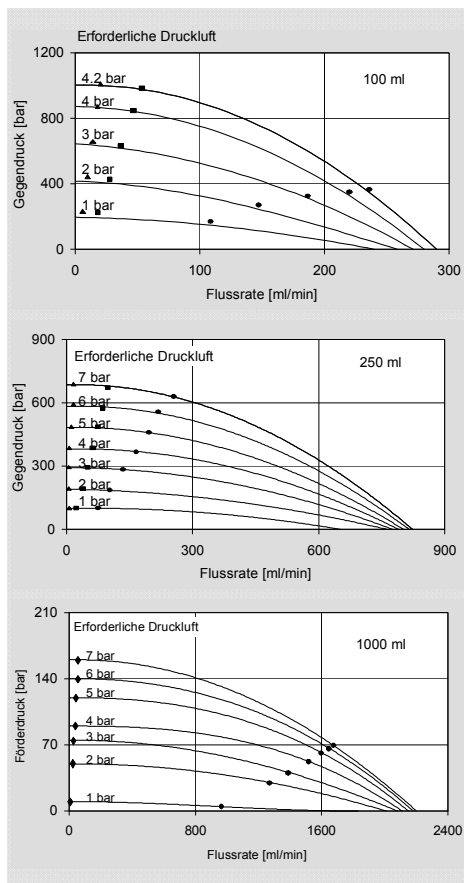 Erforderliche Druckluft
1200
800
400
0
Gegendruck [bar]
100 ml
4.2 bar
4 bar
3 bar
2 bar
1 bar
0 100 200 300
Flussrate [ml/min]
900
600
300
0
Gegendruck [bar]
Erforderliche Druckluft
250 ml
7 bar
6 bar
5 bar
4 bar
3 bar
2 bar
1 bar
0 300 600 900
Flussrate [ml/min]
210
140
70
0
Förderdruck [bar]
Erforderliche Druckluft
1000 ml
7 bar
6 bar
5 bar
4 bar
3 bar
2 bar
1 bar
0 800 1600 2400
Flussrate [ml/min]